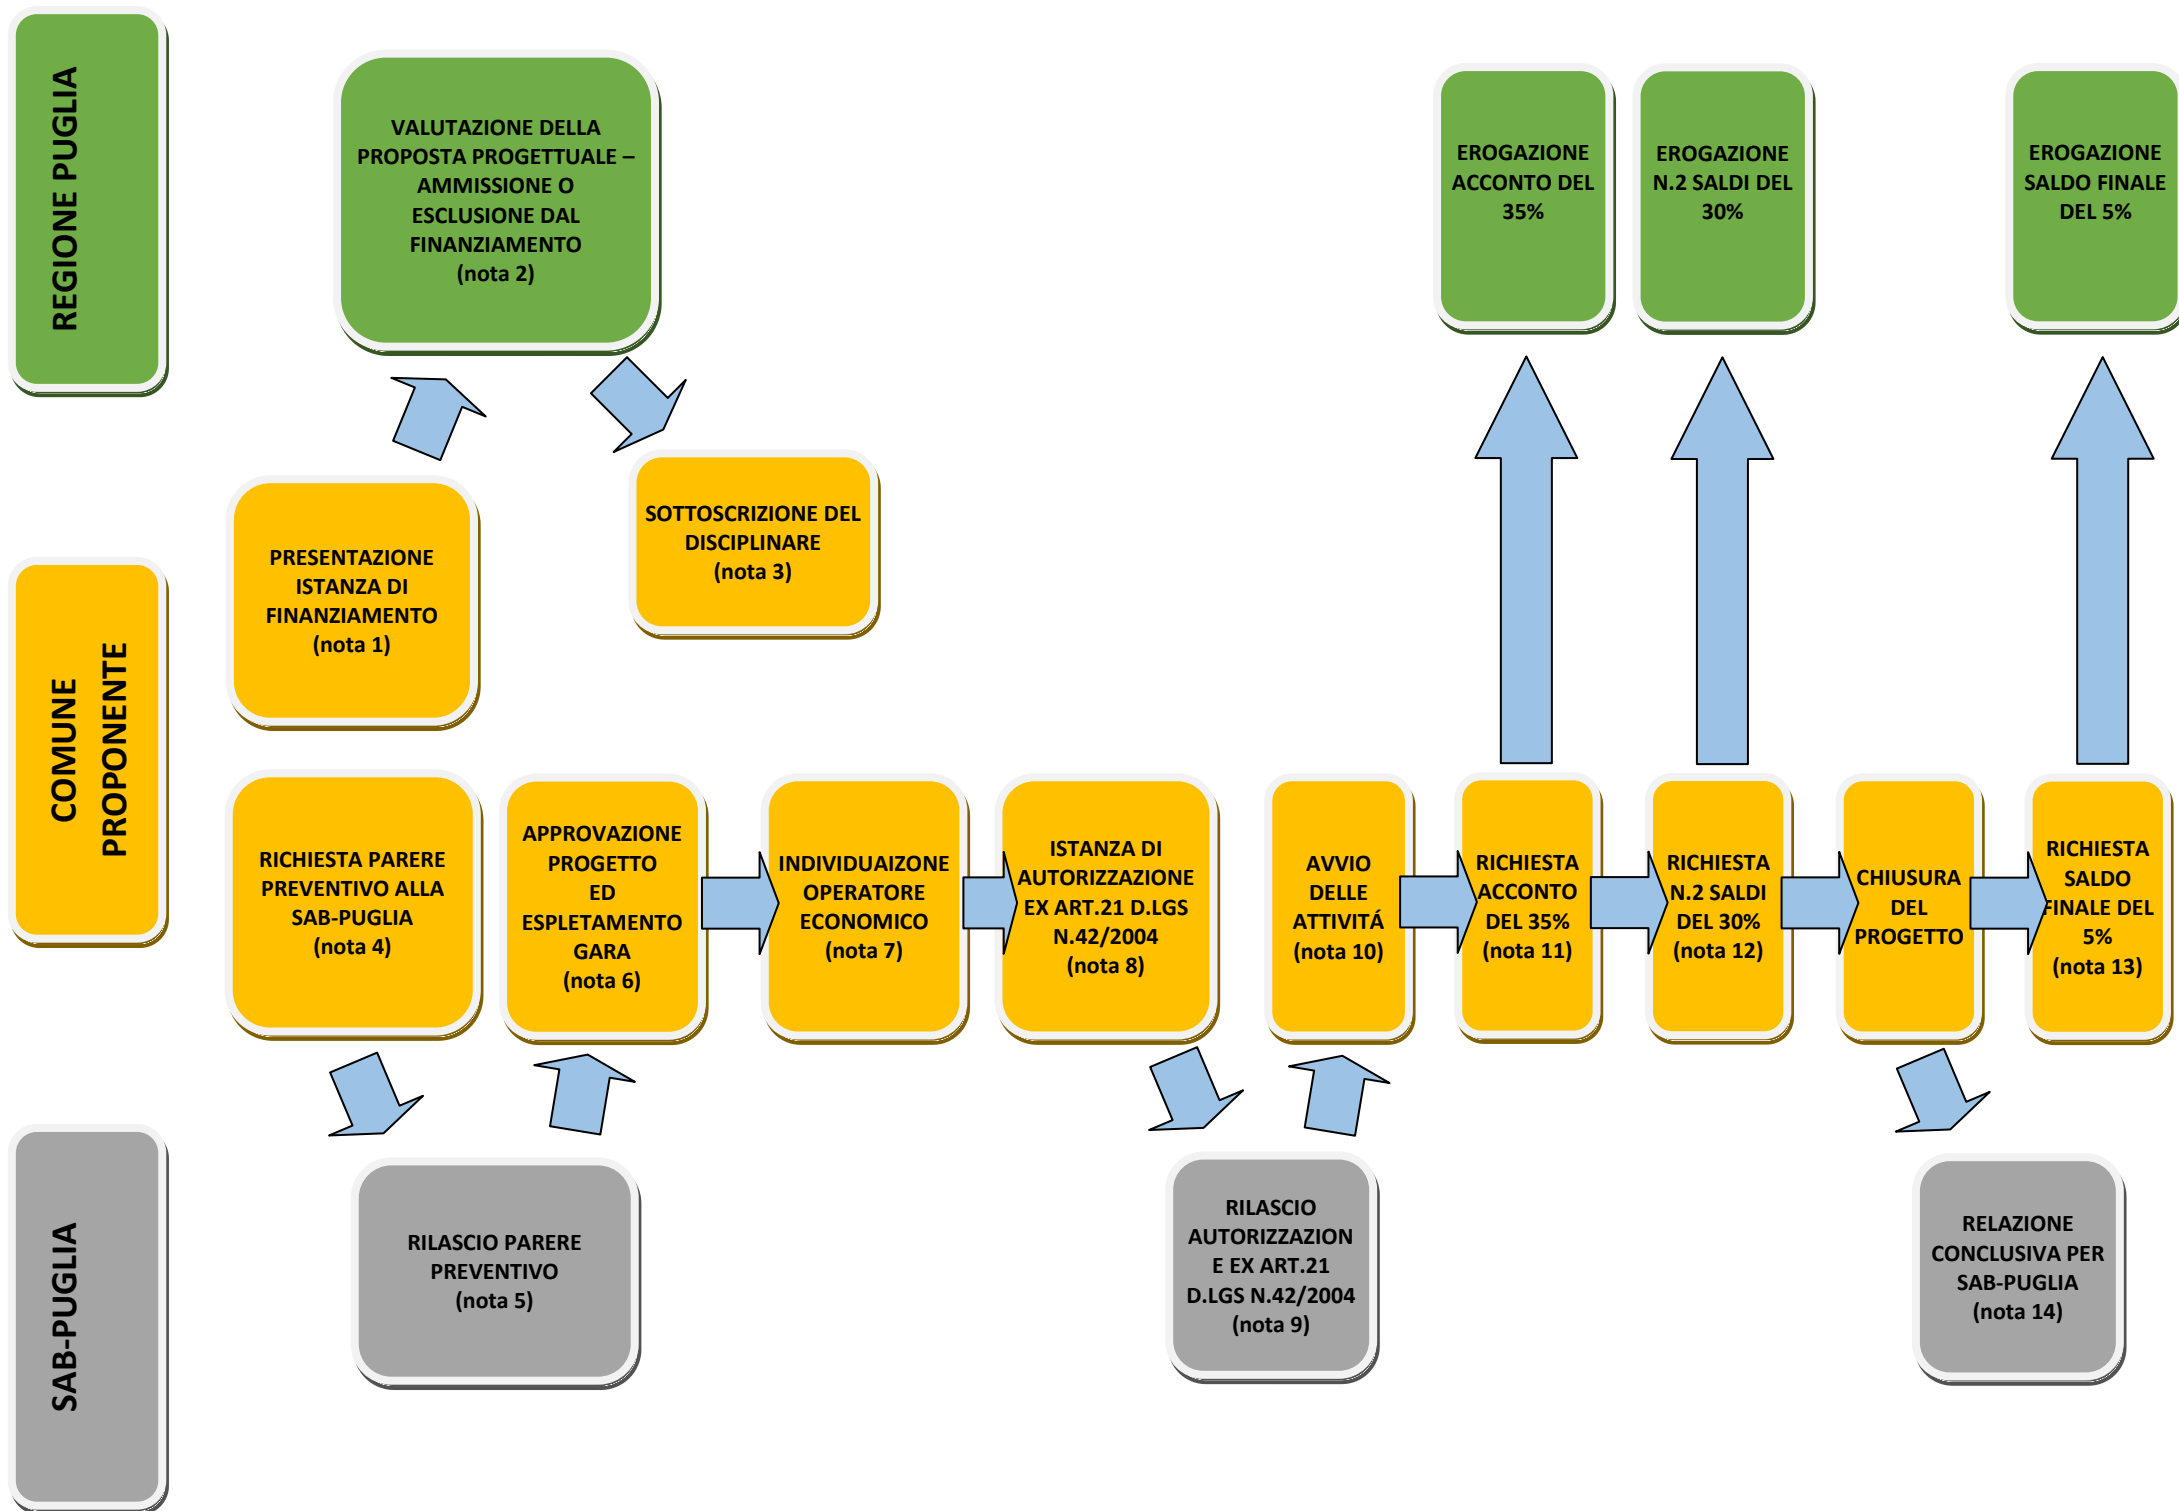 REGIONE PUGLIA
VALUTAZIONE DELLA
PROPOSTA PROGETTUALE –
AMMISSIONE O
ESCLUSIONE DAL
FINANZIAMENTO
(nota 2)
EROGAZIONE
ACCONTO DEL
35%
EROGAZIONE
N.2 SALDI DEL
30%
EROGAZIONE
SALDO FINALE
DEL 5%
COMUNE
PROPONENTE
PRESENTAZIONE
ISTANZA DI
FINANZIAMENTO
(nota 1)
SOTTOSCRIZIONE DEL
DISCIPLINARE
(nota 3)
RICHIESTA PARERE
PREVENTIVO ALLA
SAB-PUGLIA
(nota 4)
APPROVAZIONE
PROGETTO
ED
ESPLETAMENTO
GARA
(nota 6)
INDIVIDUAIZONE
OPERATORE
ECONOMICO
(nota 7)
ISTANZA DI
AUTORIZZAZIONE
EX ART.21 D.LGS
N.42/2004
(nota 8)
AVVIO
DELLE
ATTIVITÁ
(nota 10)
RICHIESTA
ACCONTO
DEL 35%
(nota 11)
RICHIESTA
N.2 SALDI
DEL 30%
(nota 12)
CHIUSURA
DEL
PROGETTO
RICHIESTA
SALDO
FINALE DEL
5%
(nota 13)
SAB-PUGLIA
RILASCIO PARERE
PREVENTIVO
(nota 5)
RILASCIO
AUTORIZZAZION
E EX ART.21
D.LGS N.42/2004
(nota 9)
RELAZIONE
CONCLUSIVA PER
SAB-PUGLIA
(nota 14)